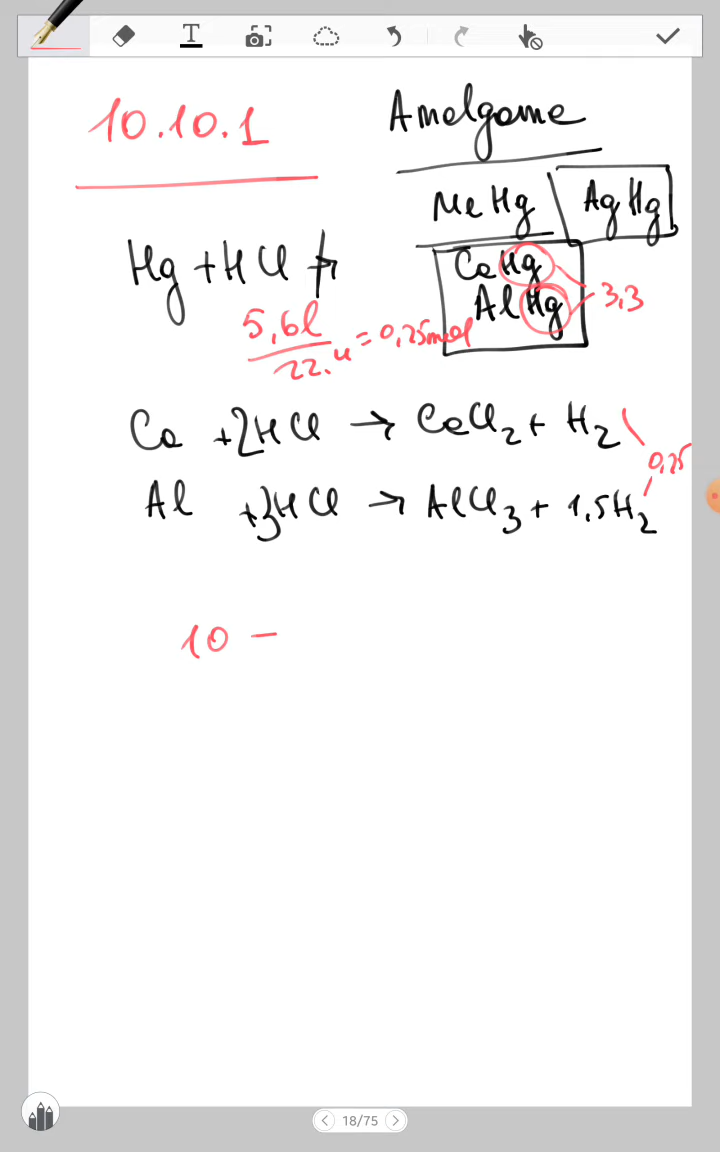 10.10.1
Amalgame
MeHg AgHg
Hg + HCl ↛
CaHg
AlHg
3,3
5,6l / 22.4 = 0,25mol
Ca + 2HCl → CaCl₂ + H₂
0,25
Al + 3HCl → AlCl₃ + 1.5H₂
10 −
T
18/75